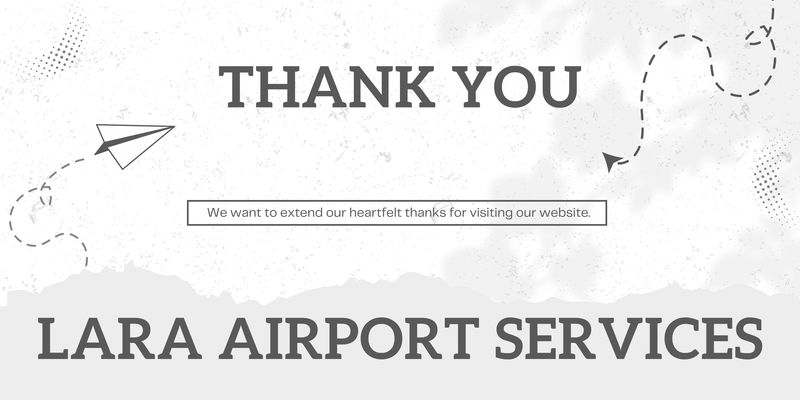 THANK YOU
We want to extend our heartfelt thanks for visiting our website.
LARA AIRPORT SERVICES